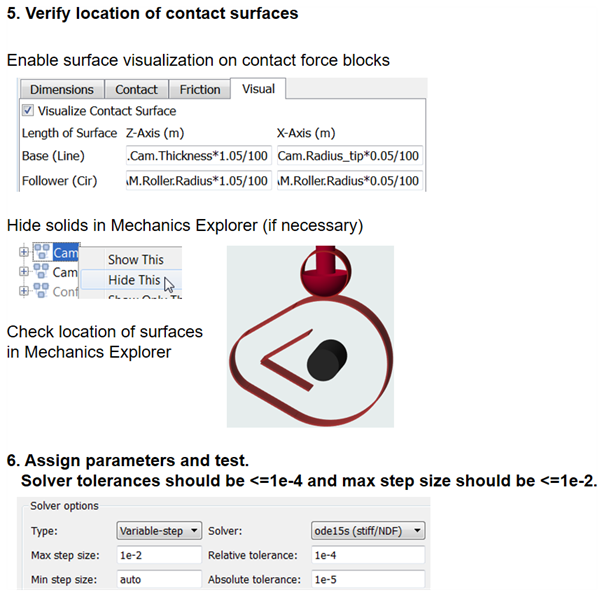 5. Verify location of contact surfaces
Enable surface visualization on contact force blocks
Dimensions Contact Friction Visual
Visualize Contact Surface
Length of Surface Z-Axis (m) X-Axis (m)
Base (Line) .Cam.Thickness*1.05/100 Cam.Radius_tip*0.05/100
Follower (Cir) M.Roller.Radius*1.05/100 M.Roller.Radius*0.05/100
Hide solids in Mechanics Explorer (if necessary)
Cam Show This
Cam Hide This
Conf Show Only Th
Check location of surfaces
in Mechanics Explorer
6. Assign parameters and test.
Solver tolerances should be <=1e-4 and max step size should be <=1e-2.
Solver options
Type: Variable-step Solver: ode15s (stiff/NDF)
Max step size: 1e-2 Relative tolerance: 1e-4
Min step size: auto Absolute tolerance: 1e-5